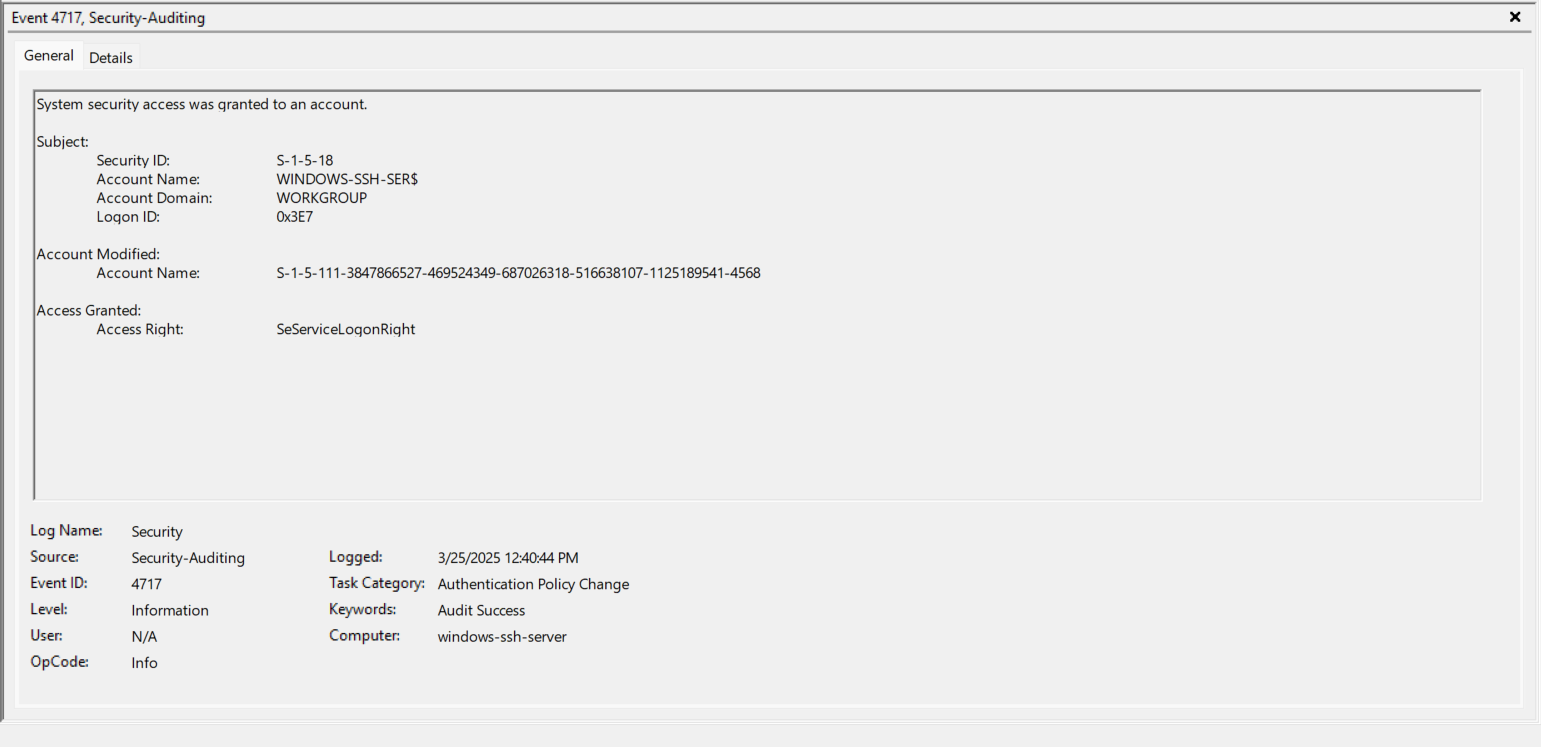 Event 4717, Security-Auditing
General Details
System security access was granted to an account.
Subject:
Security ID: S-1-5-18
Account Name: WINDOWS-SSH-SER$
Account Domain: WORKGROUP
Logon ID: 0x3E7
Account Modified:
Account Name: S-1-5-111-3847866527-469524349-687026318-516638107-1125189541-4568
Access Granted:
Access Right: SeServiceLogonRight
Log Name: Security
Source: Security-Auditing Logged: 3/25/2025 12:40:44 PM
Event ID: 4717 Task Category: Authentication Policy Change
Level: Information Keywords: Audit Success
User: N/A Computer: windows-ssh-server
OpCode: Info